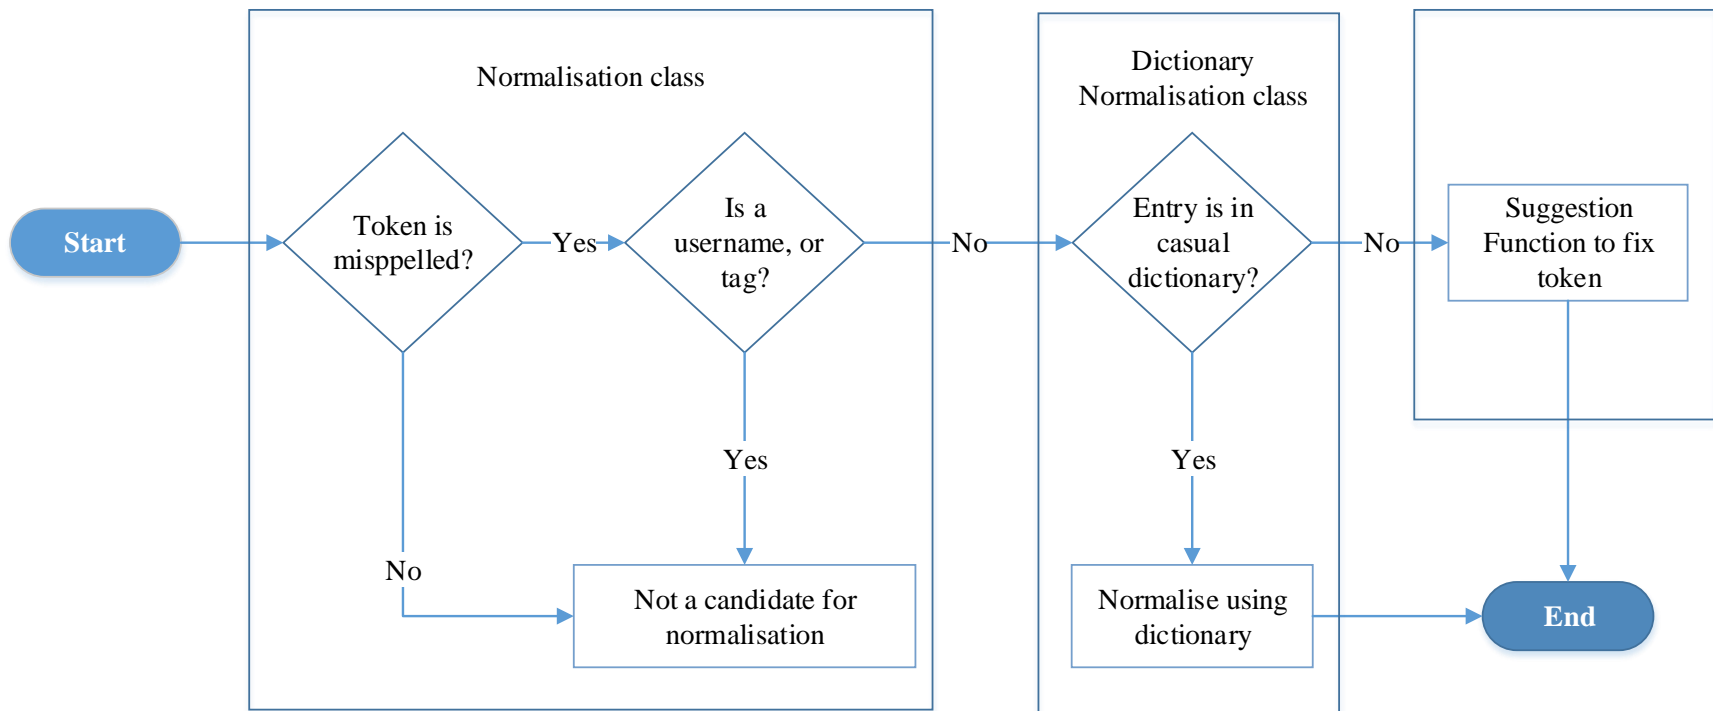 Normalisation class
Dictionary
Normalisation class
Start
Token is
misppelled?
Yes
Is a
username, or
tag?
No
Entry is in
casual
dictionary?
No
Suggestion
Function to fix
token
Yes
Yes
No
Not a candidate for
normalisation
Normalise using
dictionary
End